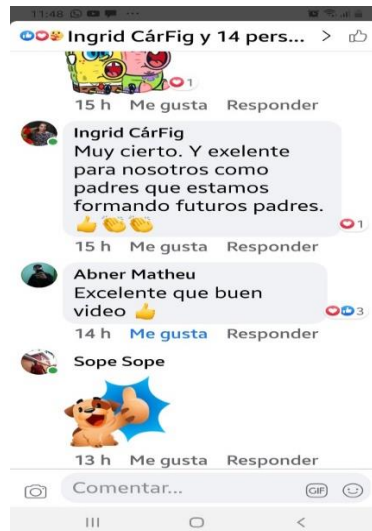 11:48
Ingrid CárFig y 14 pers... >
1
15 h Me gusta Responder
Ingrid CárFig
Muy cierto. Y exelente
para nosotros como
padres que estamos
formando futuros padres.
1
15 h Me gusta Responder
Abner Matheu
Excelente que buen
video
3
14 h Me gusta Responder
Sope Sope
13 h Me gusta Responder
Comentar...
GIF